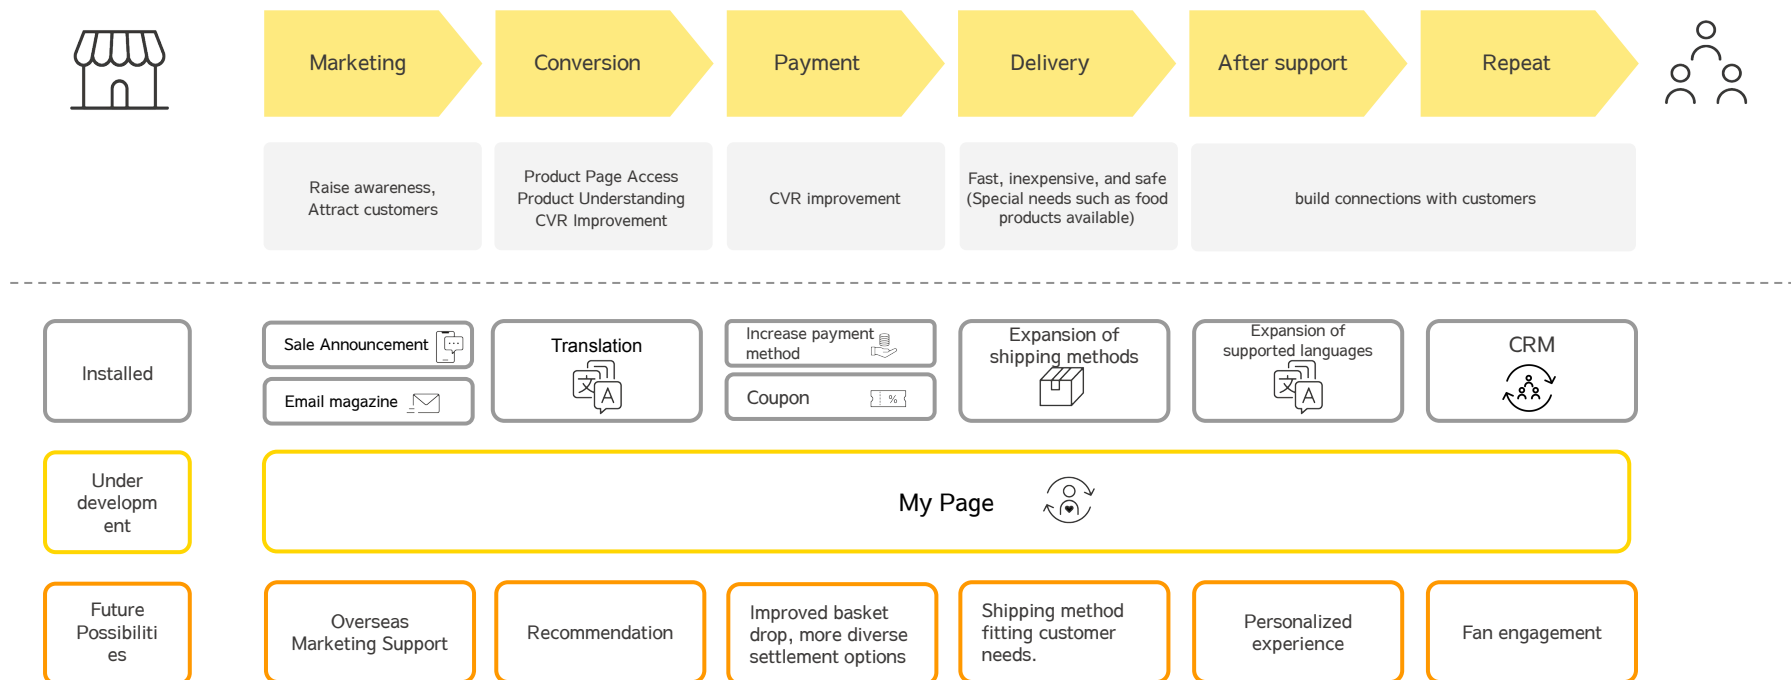 Marketing
Conversion
Payment
Delivery
After support
Repeat
Raise awareness,
Attract customers
Product Page Access
Product Understanding
CVR Improvement
CVR improvement
Fast, inexpensive, and safe
(Special needs such as food
products available)
build connections with customers
Installed
Sale Announcement
Email magazine
Translation
文
A
Increase payment
method
Coupon
%
Expansion of
shipping methods
Expansion of
supported languages
文
A
CRM
Under
developm
ent
My Page
Future
Possibiliti
es
Overseas
Marketing Support
Recommendation
Improved basket
drop, more diverse
settlement options
Shipping method
fitting customer
needs.
Personalized
experience
Fan engagement